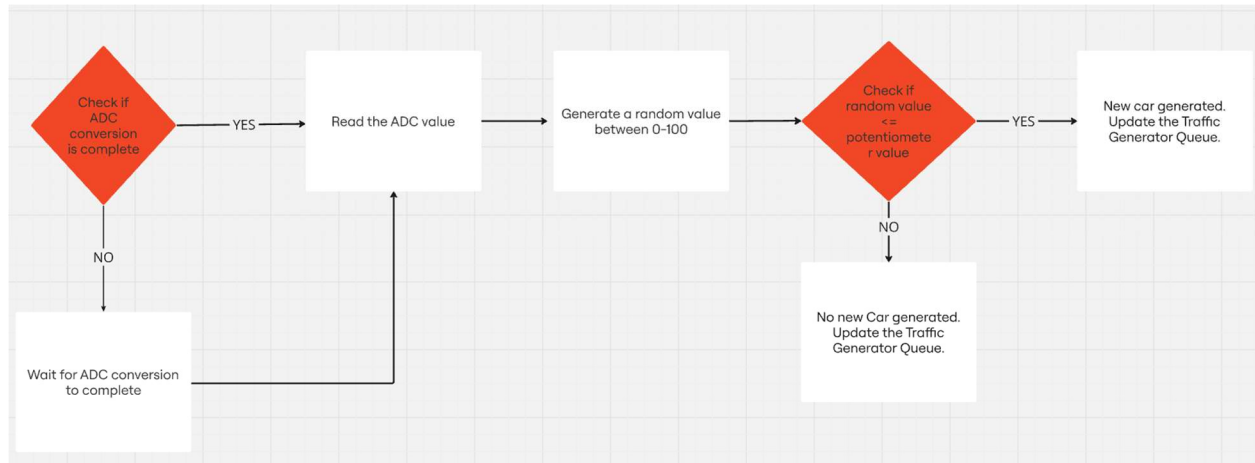 Check if
ADC
conversion
is complete
YES
Read the ADC value
Generate a random value
between 0-100
Check if
random value
<=
potentiomete
r value
YES
New car generated.
Update the Traffic
Generator Queue.
NO
NO
No new Car generated.
Update the Traffic
Generator Queue.
Wait for ADC conversion
to complete